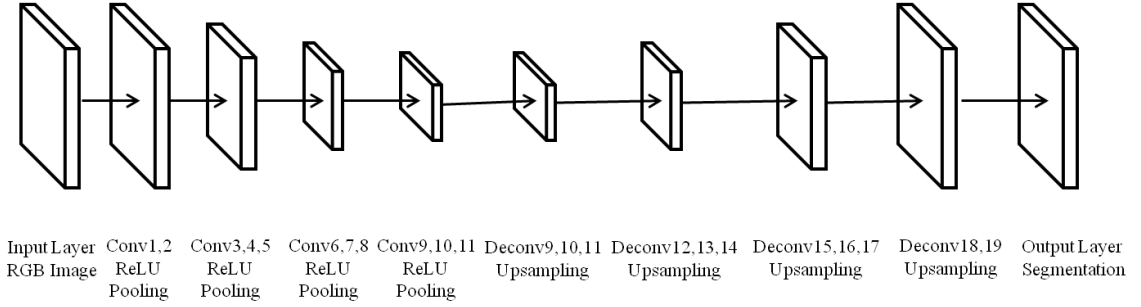 Input Layer
RGB Image
Conv1,2
ReLU
Pooling
Conv3,4,5
ReLU
Pooling
Conv6,7,8
ReLU
Pooling
Conv9,10,11
ReLU
Pooling
Deconv9,10,11
Upsampling
Deconv12,13,14
Upsampling
Deconv15,16,17
Upsampling
Deconv18,19
Upsampling
Output Layer
Segmentation